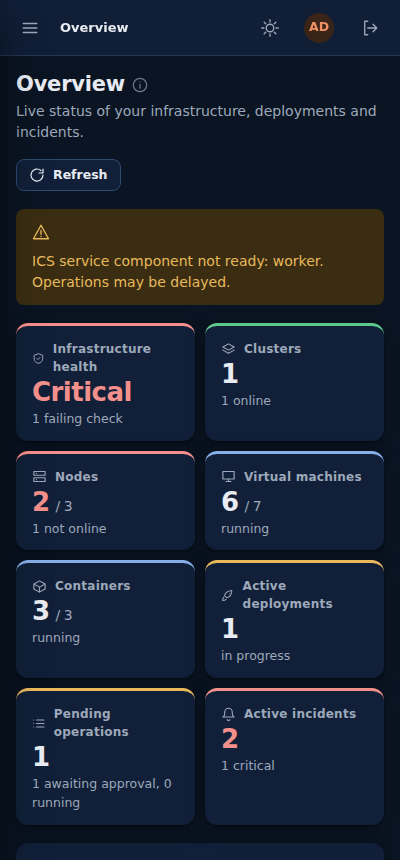 Overview
AD
Overview
Live status of your infrastructure, deployments and
incidents.
Refresh
ICS service component not ready: worker.
Operations may be delayed.
Infrastructure
health
Critical
1 failing check
Clusters
1
1 online
Nodes
2 / 3
1 not online
Virtual machines
6 / 7
running
Containers
3 / 3
running
Active
deployments
1
in progress
Pending
operations
1
1 awaiting approval, 0
running
Active incidents
2
1 critical